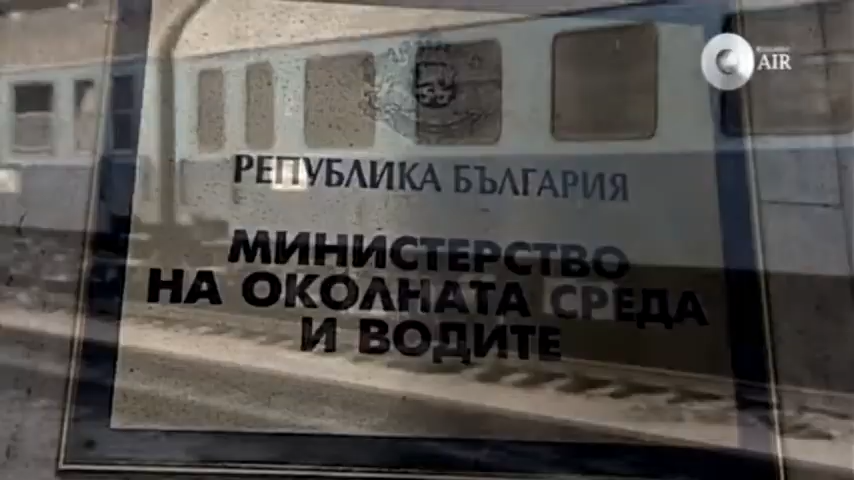 AIR
РЕПУБЛИКА БЪЛГАРИЯ
МИНИСТЕРСТВО
НА ОКОЛНАТА СРЕДА
И ВОДИТЕ